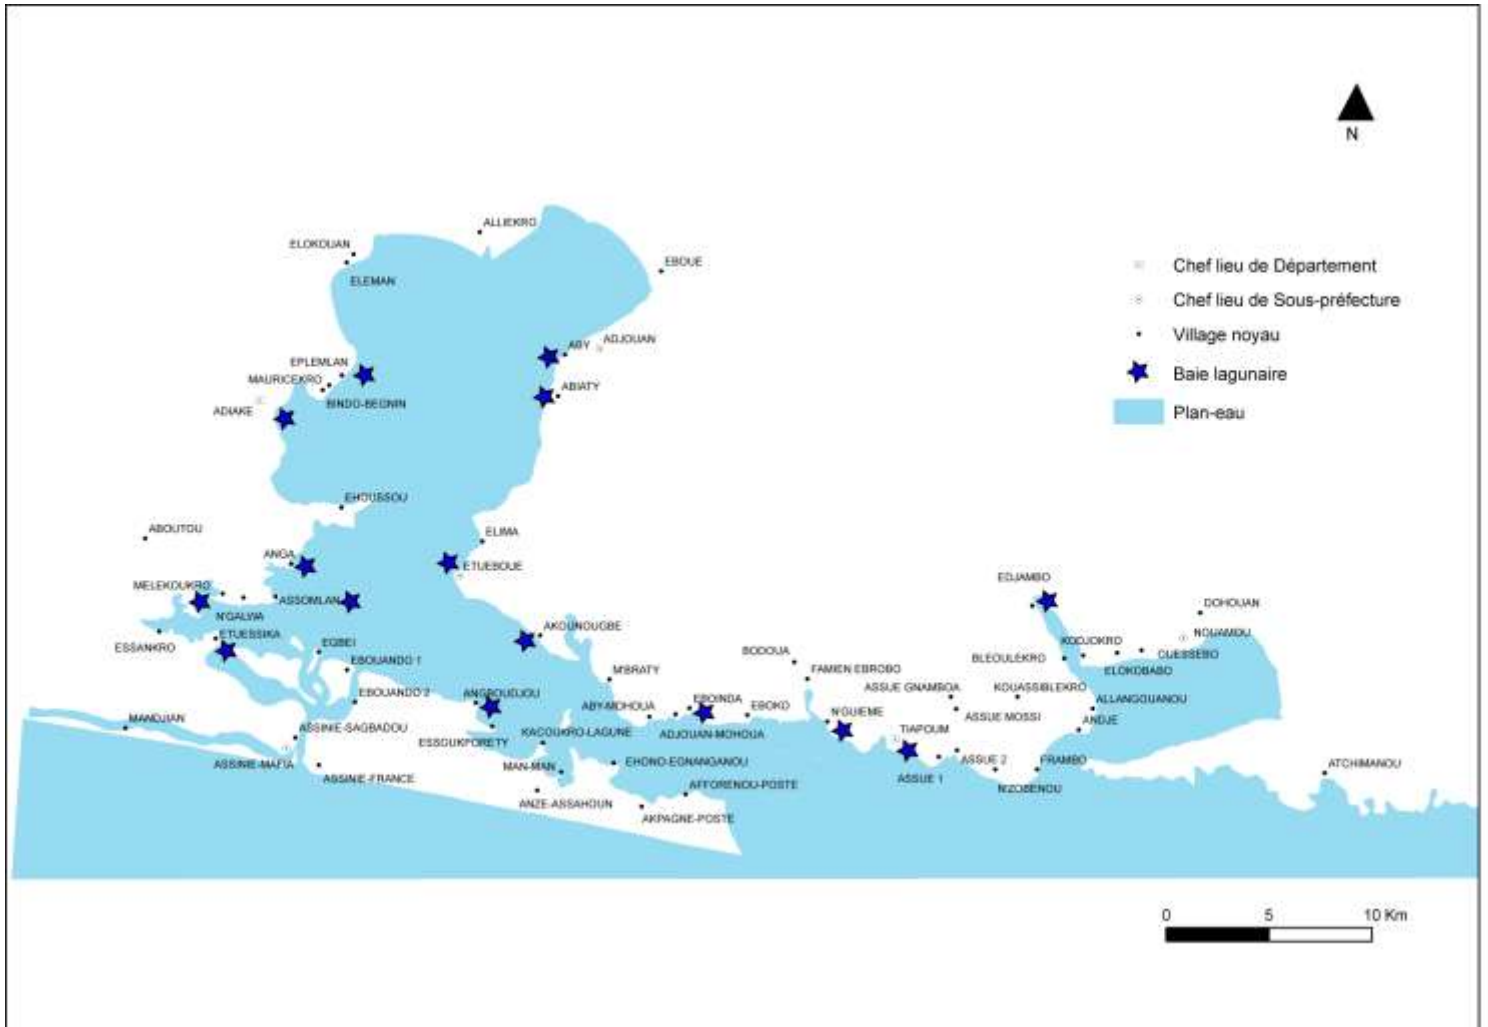 N
ALLIEKRO
ELOKOUAN
EBOUE
ELEMAN
Chef lieu de Département
Chef lieu de Sous-préfecture
Village noyau
Baie lagunaire
Plan-eau
ABY
ADJOUAN
EPLEMLAN
MAURICEKRO
ABIATY
BINDO-BEGNIN
ADIAKE
EHOUSSOU
ABOUTOU
ELIMA
ANGA
ETUEBOUE
EDJAMBO
MELEKOUKRO
ASSOMLAN
DOHOUAN
N'GALWA
AKOUNOUGBE
ETUESSIKA
NOUAMOU
KODJOKRO
ESSANKRO
EGBEI
BODOUA
OUESSEBO
EBOUANDO 1
BLEOULEKRO
M'BRATY
FAMIEN EBROBO
ELOKOBABO
EBOUANDO 2
ANGBOUDJOU
EBOINDA
ASSUE GNAMBOA
KOUASSIBLEKRO
ABY-MOHOUA
EBOKO
N'GUIEME
ALLANGOUANOU
MANDJIAN
ASSUE MOSSI
ANDJE
ASSINIE-SAGBADOU
KACOUKRO-LAGUNE
ADJOUAN-MOHOUA
TIAPOUM
ESSOUKPORETY
ASSINIE-MAFIA
MAN-MAN
EHONO-EGNANGANOU
ASSUE 2
FRAMBO
ATCHIMANOU
ASSINIE-FRANCE
ASSUE 1
AFFORENOU-POSTE
N'ZOBENOU
ANZE-ASSAHOUN
AKPAGNE-POSTE
0 5 10 Km